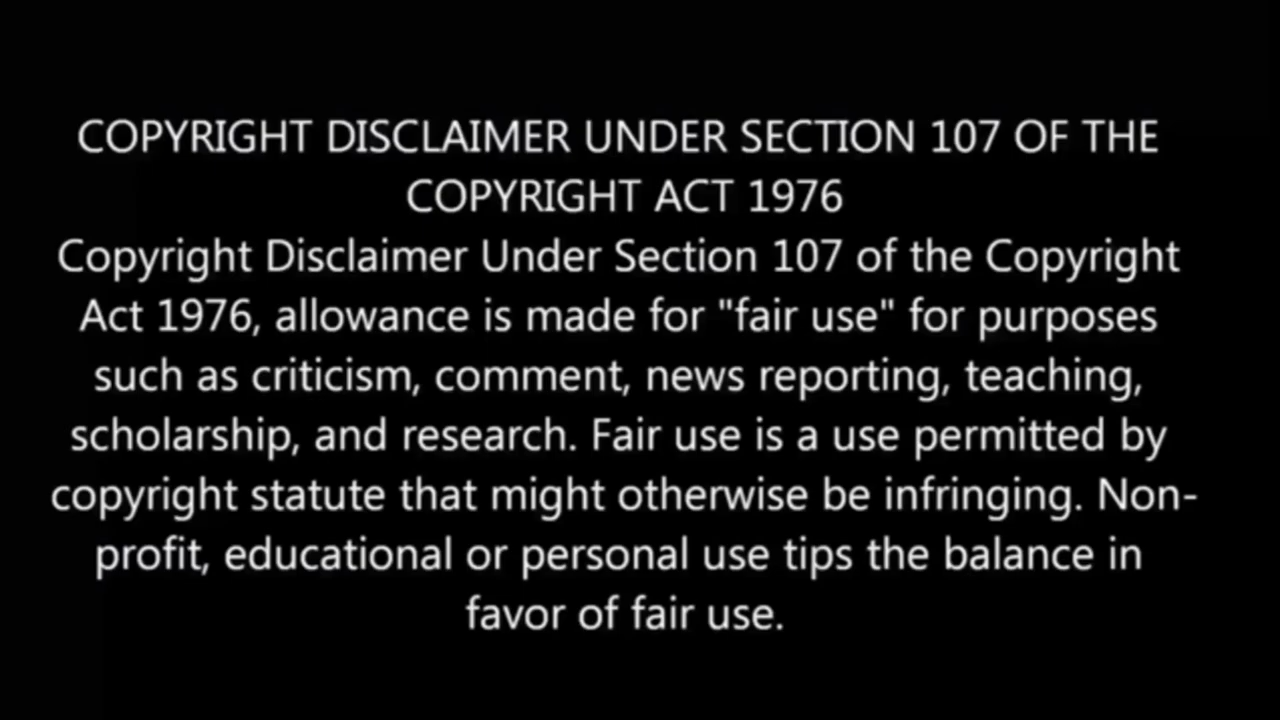 COPYRIGHT DISCLAIMER UNDER SECTION 107 OF THE
COPYRIGHT ACT 1976
Copyright Disclaimer Under Section 107 of the Copyright
Act 1976, allowance is made for "fair use" for purposes
such as criticism, comment, news reporting, teaching,
scholarship, and research. Fair use is a use permitted by
copyright statute that might otherwise be infringing. Non-
profit, educational or personal use tips the balance in
favor of fair use.